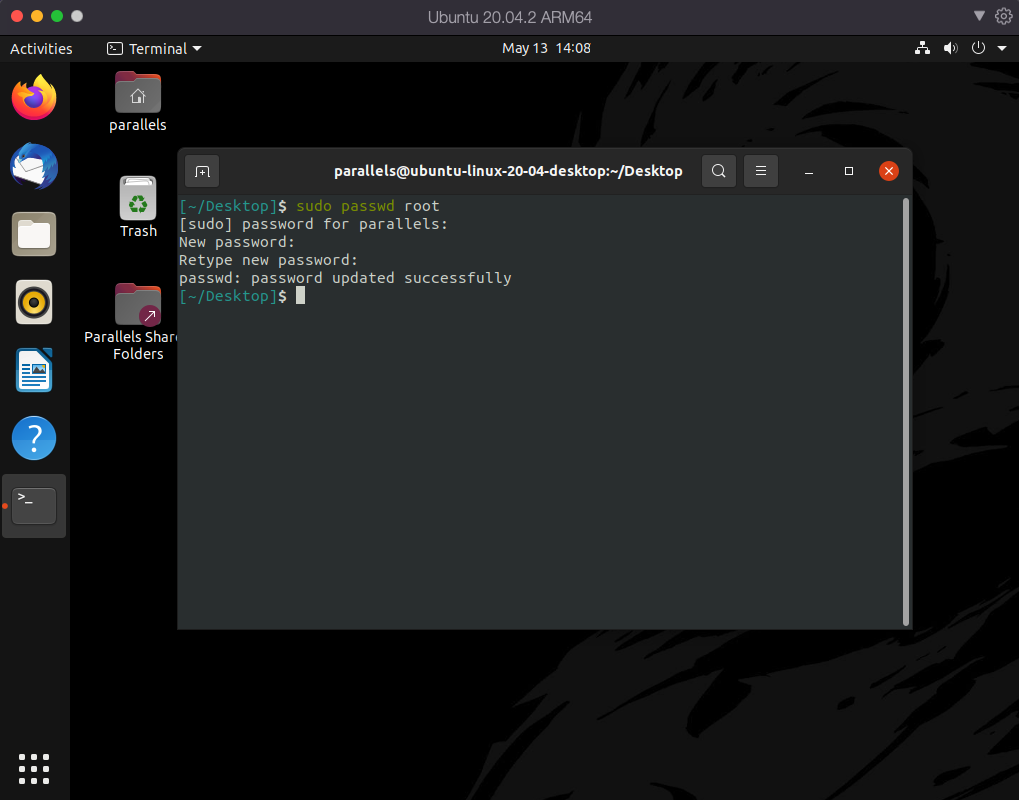 Ubuntu 20.04.2 ARM64
Activities
Terminal
May 13 14:08
parallels
Trash
Parallels Shar
Folders
parallels@ubuntu-linux-20-04-desktop:~/Desktop
[~/Desktop]$ sudo passwd root
[sudo] password for parallels:
New password:
Retype new password:
passwd: password updated successfully
[~/Desktop]$
?
>_